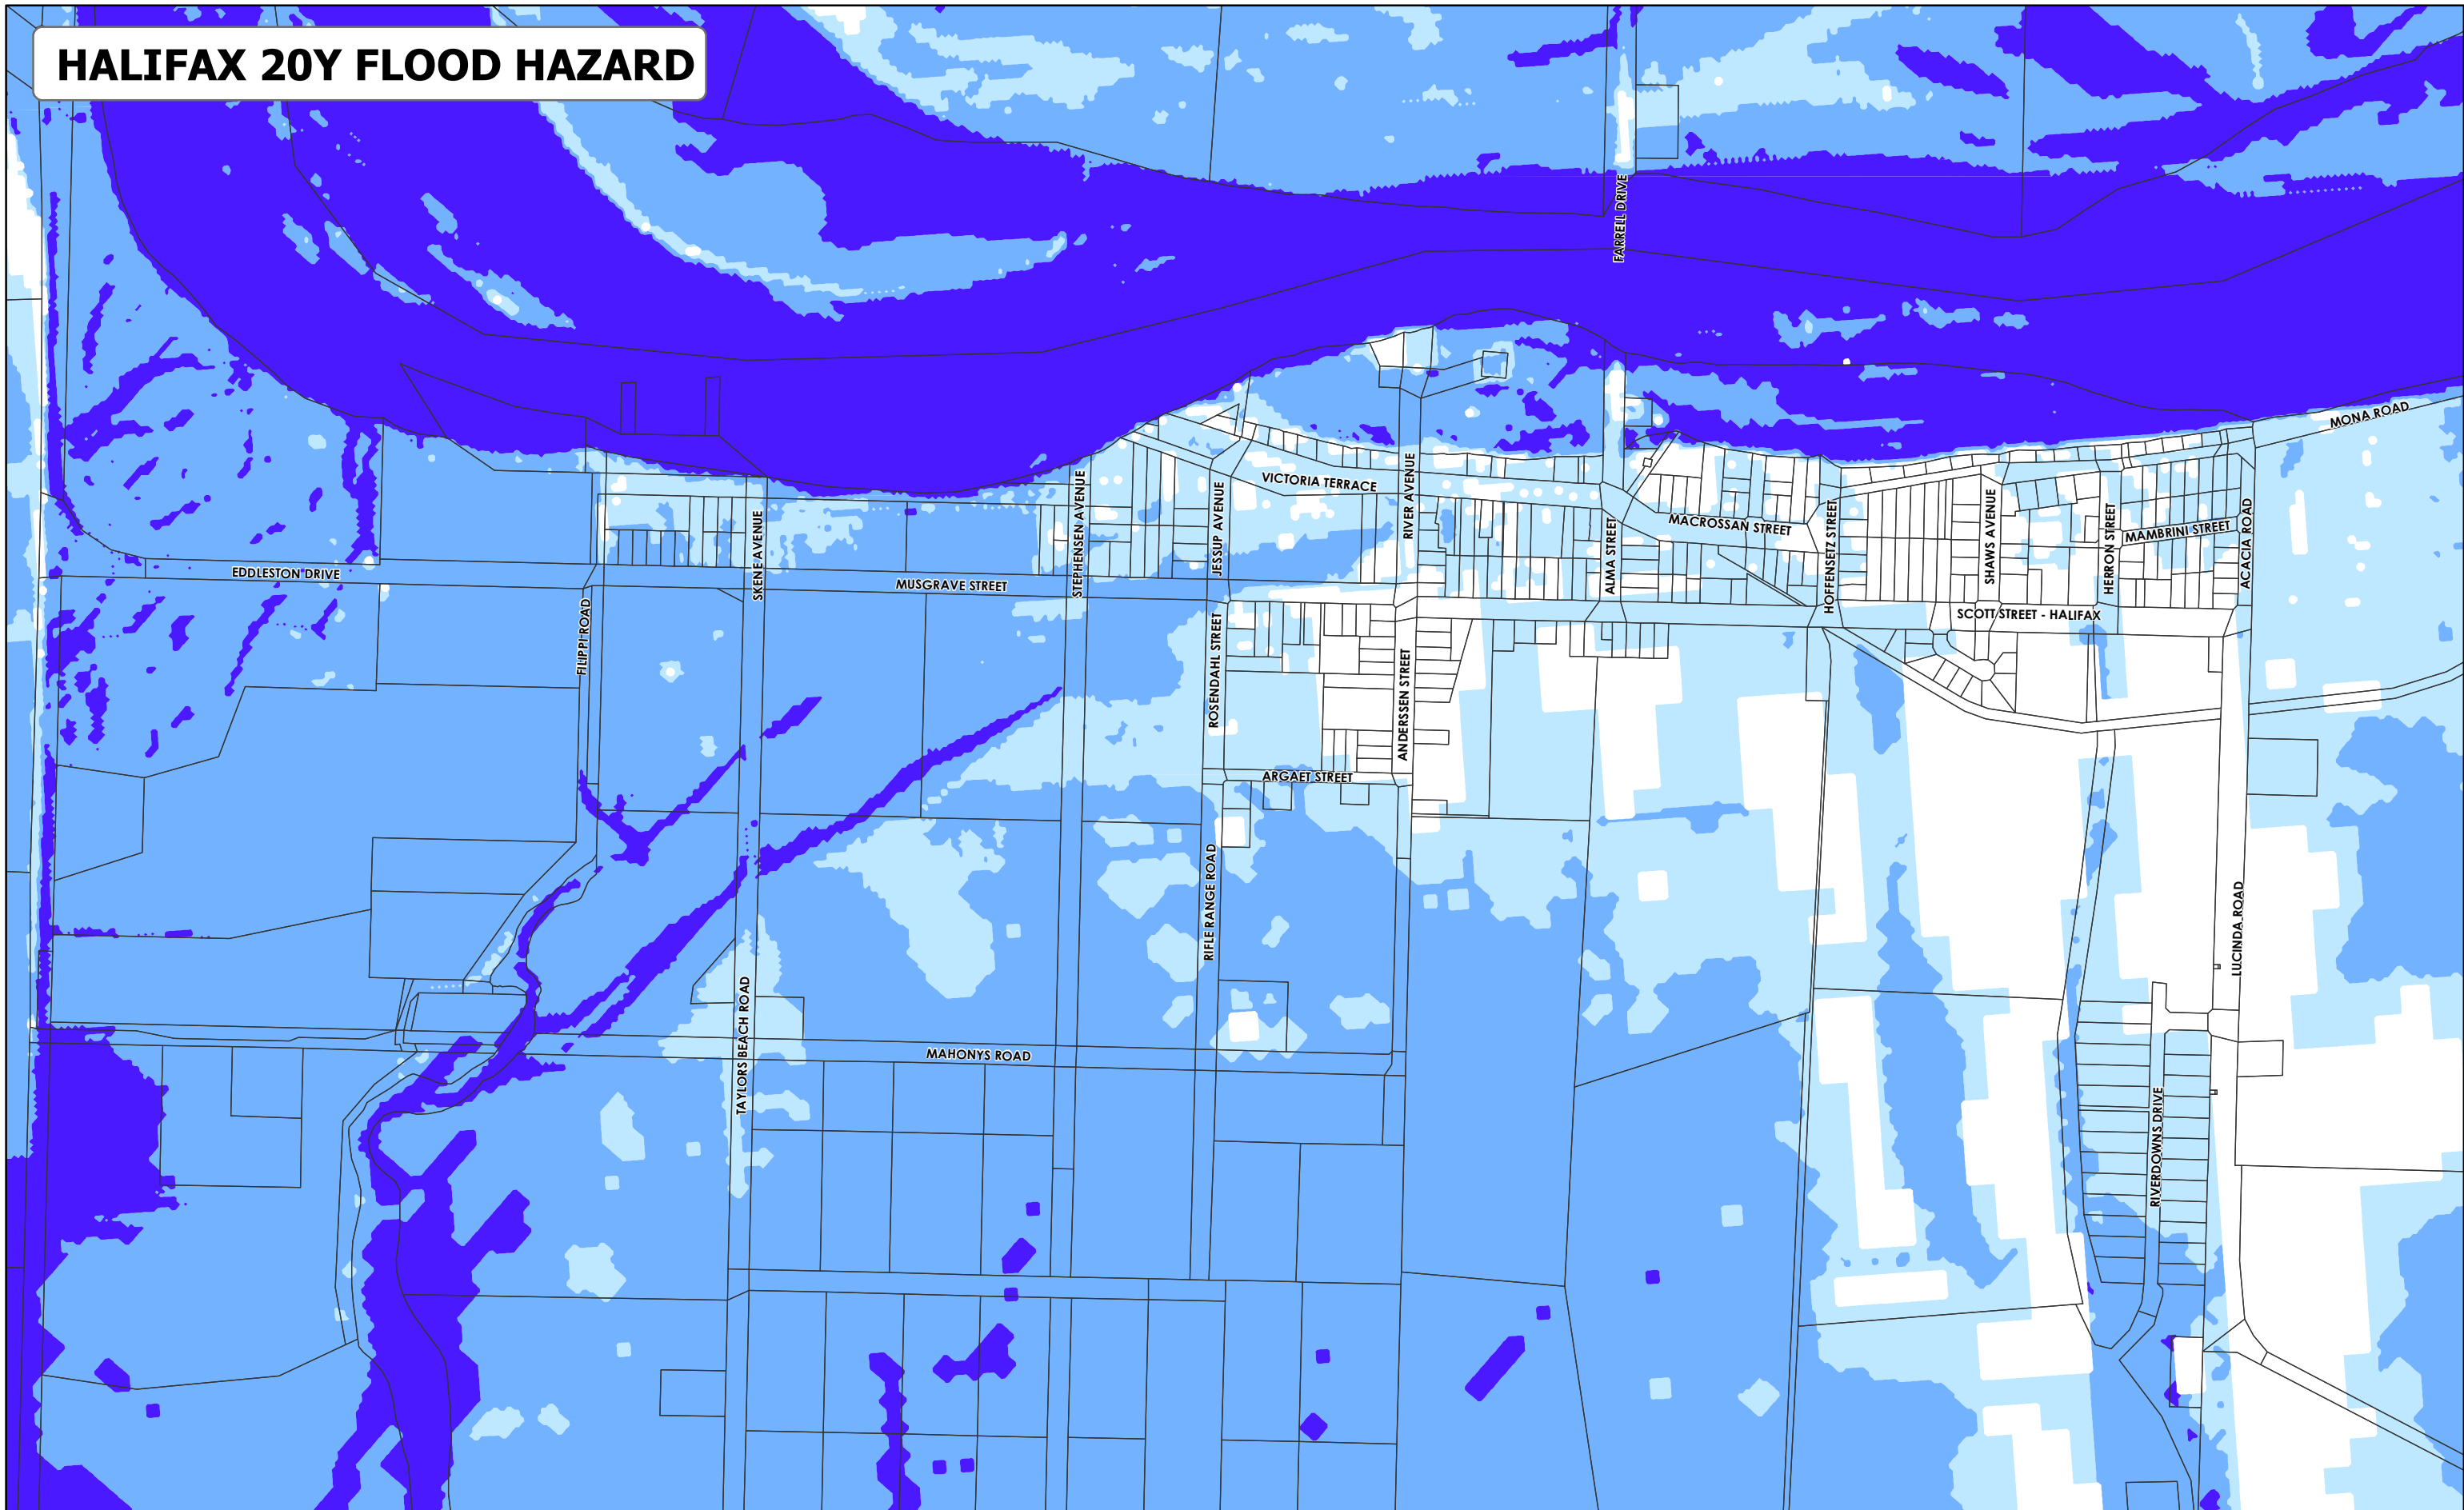 HALIFAX 20Y FLOOD HAZARD
FARRELL DRIVE
MONA ROAD
VICTORIA TERRACE
RIVER AVENUE
STEPHENSEN AVENUE
JESSUP AVENUE
SKENE AVENUE
MACROSSAN STREET
ALMA STREET
HOFFENSETZ STREET
SHAWS AVENUE
HERRON STREET
MAMBRINI STREET
ACACIA ROAD
EDDLESTON DRIVE
MUSGRAVE STREET
SCOTT STREET - HALIFAX
FILIPPI ROAD
ROSENDAHL STREET
ANDERSSEN STREET
ARGAET STREET
RIFLE RANGE ROAD
LUCINDA ROAD
TAYLORS BEACH ROAD
MAHONYS ROAD
RIVERDOWNS DRIVE